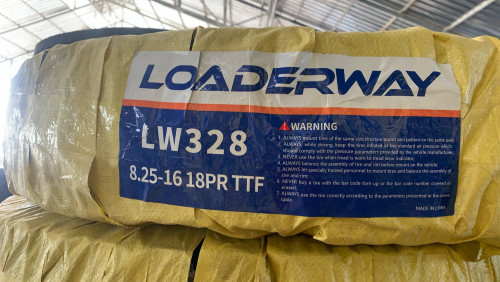 LOADERWAY
LW328
8.25-16 18PR TTF
WARNING
1. ALWAYS mount tires of the same size structure brand and pattern on the same axle.
2. ALWAYS, while driving, keep the tires inflated at the standard air pressure which
should comply with the pressure parameters provided by the vehicle manufacturer.
3. NEVER use the tire when tread is worn to tread wear indicator.
4. ALWAYS balance the assembly of tire and rim before mount on the vehicle.
5. ALWAYS let specially trained personnel to mount tires and balance the assembly of
tire and rim.
6. NEVER buy a tire with the bar code torn up or the bar code number covered or
erased.
7. ALWAYS use the tire correctly according to the parameters presented in the above
table.
MADE IN CHINA